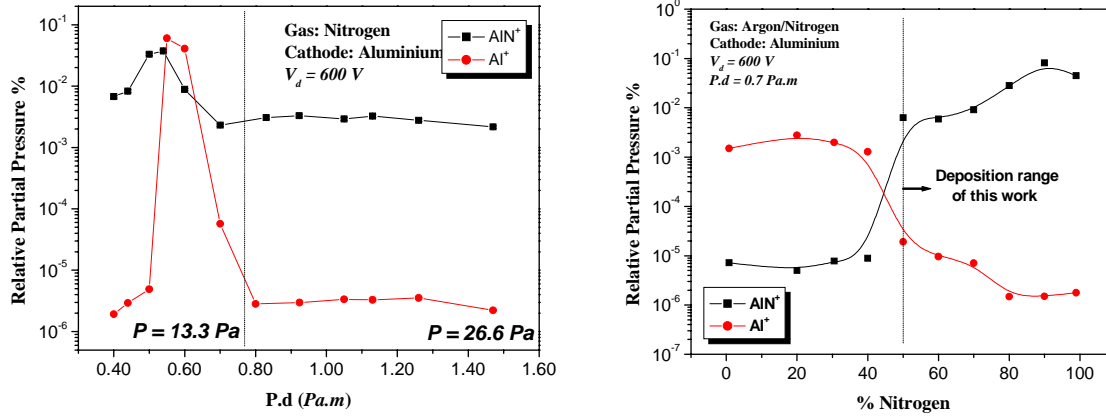 Gas: Nitrogen
Cathode: Aluminium
V_d = 600 V
AlN⁺
Al⁺
Relative Partial Pressure %
10⁻¹
10⁻²
10⁻³
10⁻⁴
10⁻⁵
10⁻⁶
P = 13.3 Pa
P = 26.6 Pa
0.40 0.60 0.80 1.00 1.20 1.40 1.60
P.d (Pa.m)
Gas: Argon/Nitrogen
Cathode: Aluminium
V_d = 600 V
P.d = 0.7 Pa.m
Relative Partial Pressure %
10⁰
10⁻¹
10⁻²
10⁻³
10⁻⁴
10⁻⁵
10⁻⁶
10⁻⁷
Deposition range
of this work
AlN⁺
Al⁺
0 20 40 60 80 100
% Nitrogen